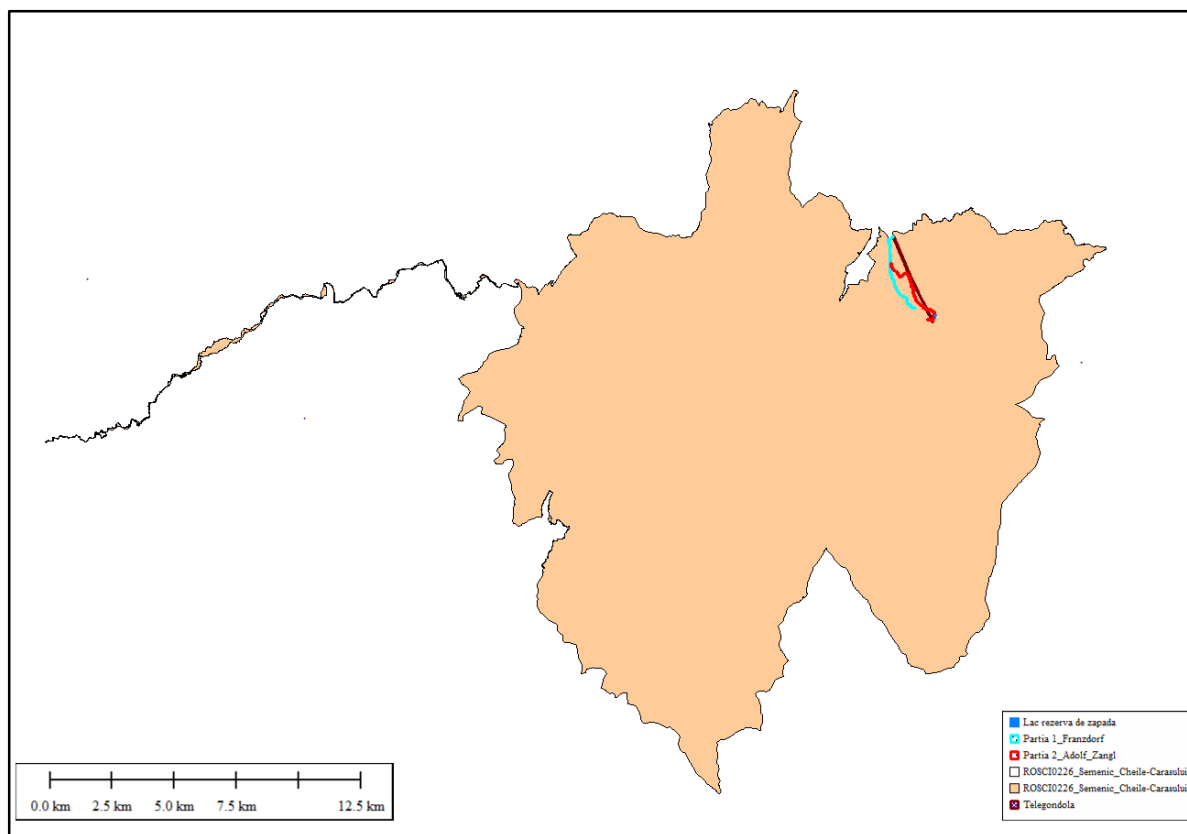 Lac rezerva de zapada
Partia 1_Franzdorf
Partia 2_Adolf_Zangl
ROSCI0226_Semenic_Cheile-Carasului
ROSCI0226_Semenic_Cheile-Carasului
Telegondola
0.0 km 2.5 km 5.0 km 7.5 km 12.5 km